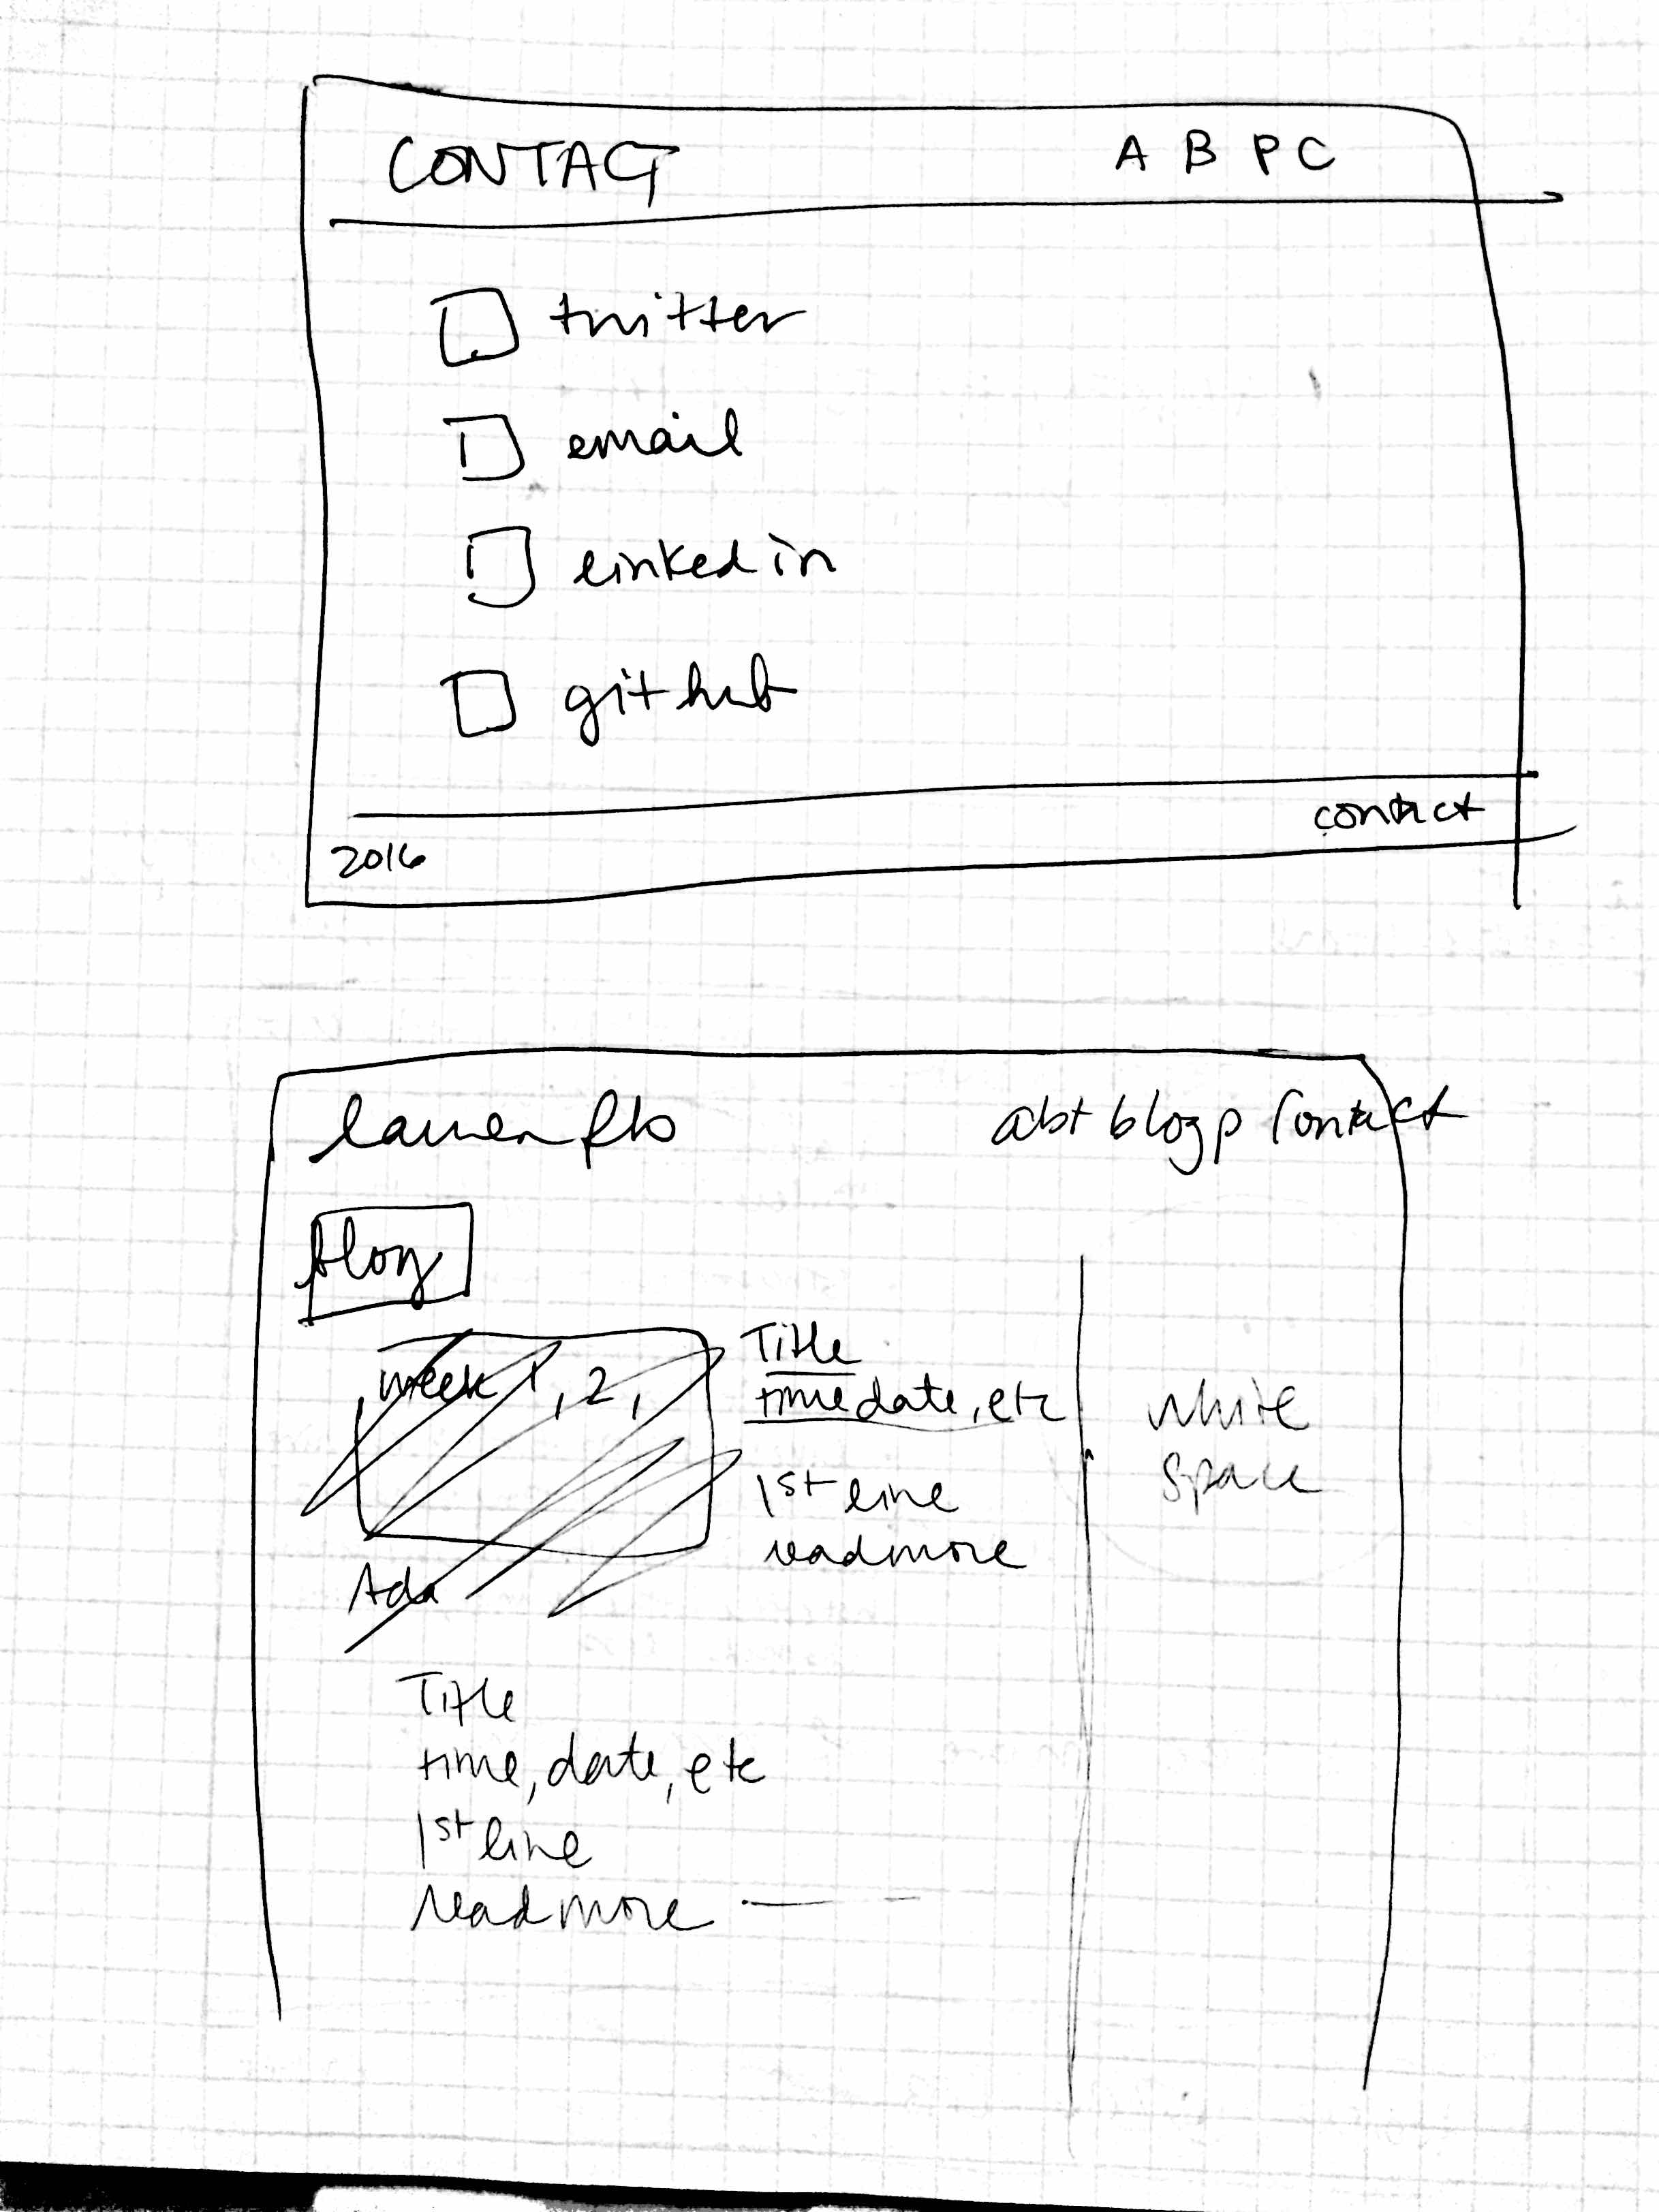 CONTACT A B P C
twitter
email
linkedin
github
contact
2016
lauren abt blog p Contact
blog
week 1, 2,
Title
time date, etc
white
space
1st line
readmore
Ada
Title
time, date, etc
1st line
readmore